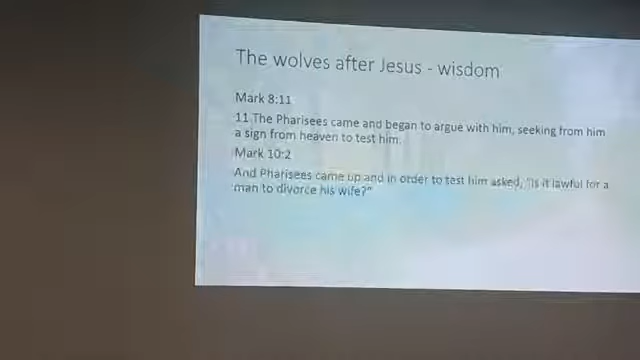 The wolves after Jesus - wisdom
Mark 8:11
11 The Pharisees came and began to argue with him, seeking from him
a sign from heaven to test him.
Mark 10:2
And Pharisees came up and in order to test him asked, "Is it lawful for a
man to divorce his wife?"